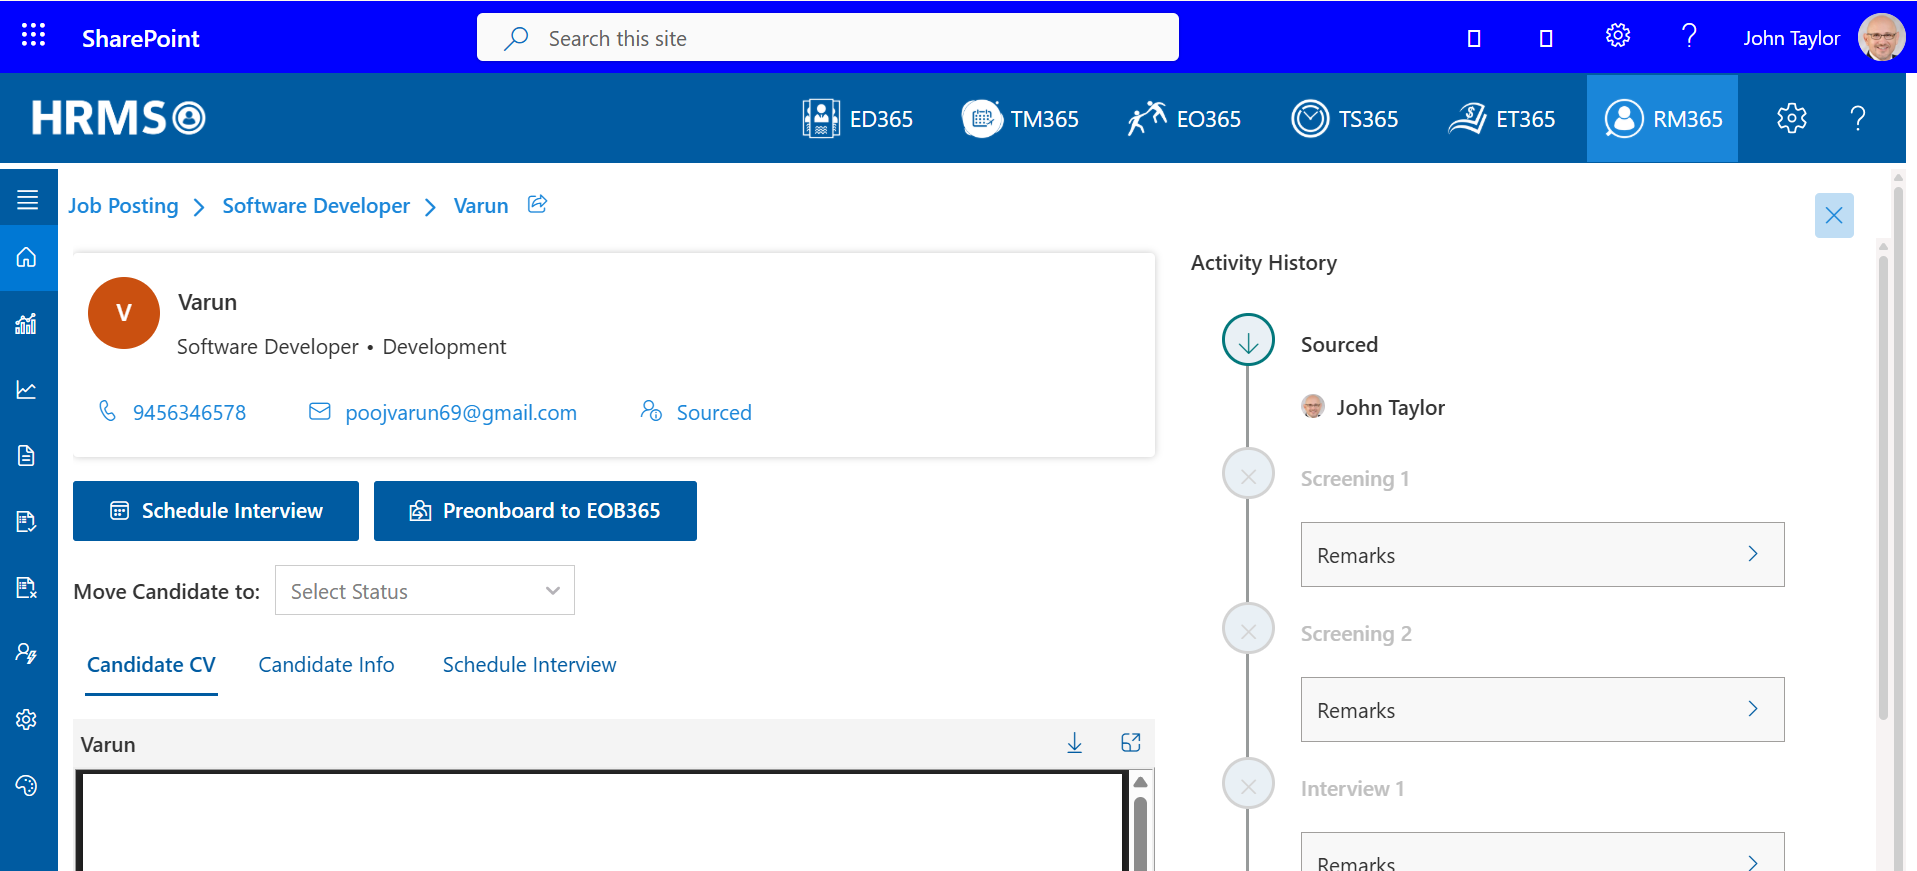 SharePoint
Search this site
John Taylor
HRMS
ED365
TM365
EO365
TS365
ET365
RM365
Job Posting > Software Developer > Varun
V
Varun
Software Developer • Development
9456346578
poojvarun69@gmail.com
Sourced
Schedule Interview
Preonboard to EOB365
Move Candidate to:
Select Status
Candidate CV
Candidate Info
Schedule Interview
Varun
Activity History
Sourced
John Taylor
Screening 1
Remarks
Screening 2
Remarks
Interview 1
Remarks